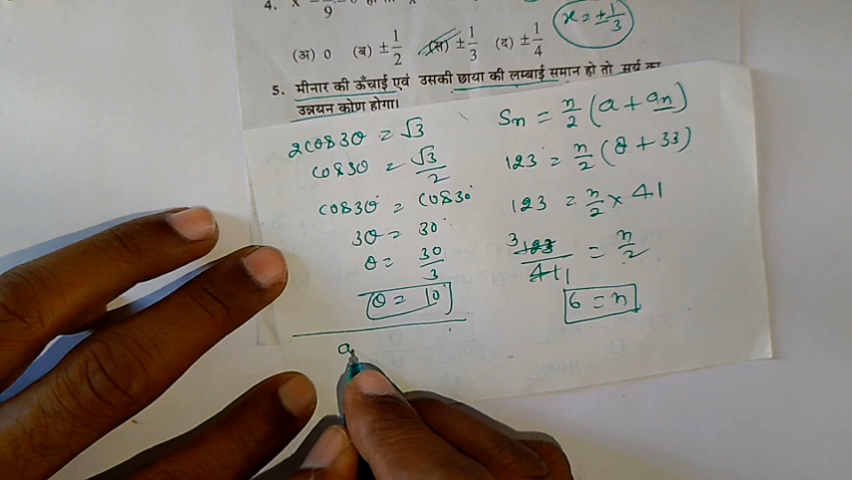 4. x
9
x = ± 1/3
(अ) 0 (ब) ± 1/2 (स) ± 1/3 (द) ± 1/4
5. मीनार की ऊँचाई एवं उसकी छाया की लम्बाई समान हो तो सूर्य का
उन्नयन कोण होगा।
2cos3θ = √3
cos3θ = √3/2
cos3θ = cos30°
3θ = 30°
θ = 30/3
θ = 10°
a
Sn = n/2 (a + an)
123 = n/2 (8 + 33)
123 = n/2 × 41
3 123/41 1 = n/2
6 = n